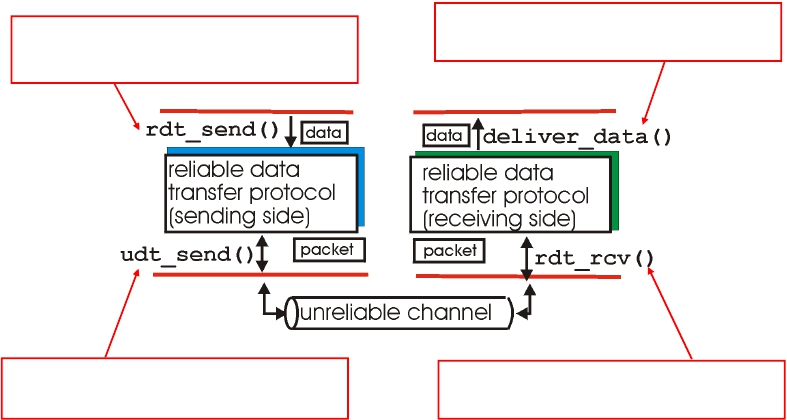 rdt_send()
data
data
deliver_data()
reliable data
transfer protocol
(sending side)
reliable data
transfer protocol
(receiving side)
udt_send()
packet
packet
rdt_rcv()
unreliable channel